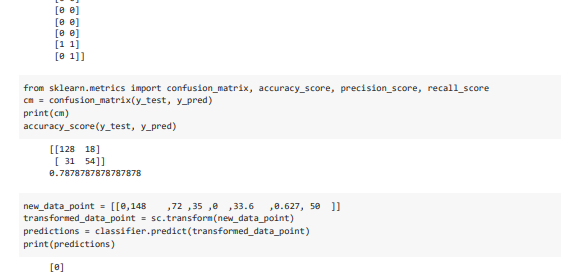 [0 0]
[0 0]
[0 0]
[1 1]
[0 1]]
from sklearn.metrics import confusion_matrix, accuracy_score, precision_score, recall_score
cm = confusion_matrix(y_test, y_pred)
print(cm)
accuracy_score(y_test, y_pred)
[[128 18]
[ 31 54]]
0.7878787878787878
new_data_point = [[0,148 ,72 ,35 ,0 ,33.6 ,0.627, 50 ]]
transformed_data_point = sc.transform(new_data_point)
predictions = classifier.predict(transformed_data_point)
print(predictions)
[0]